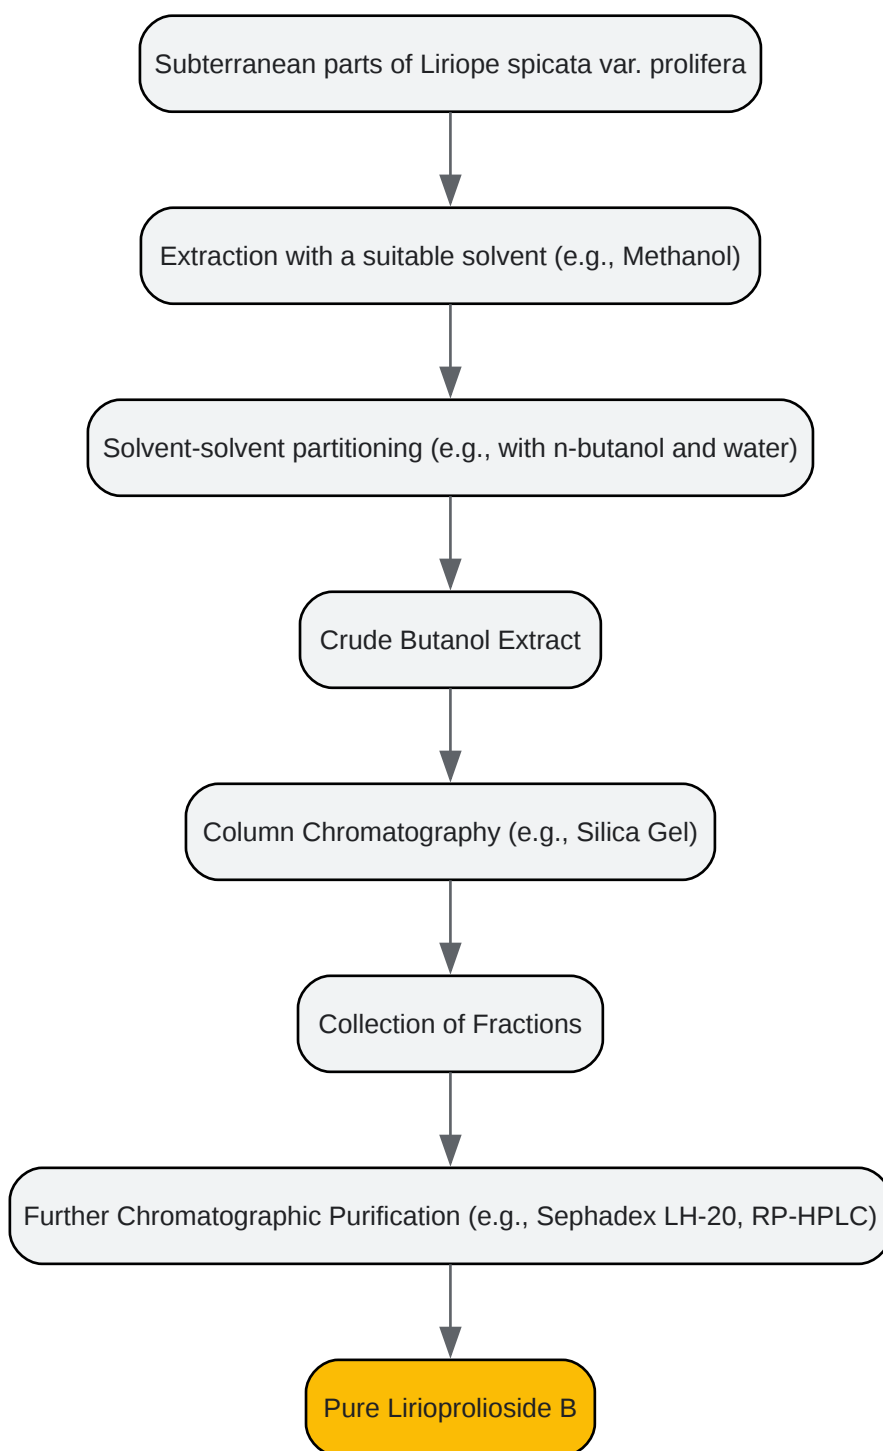 Subterranean parts of Liriope spicata var. prolifera
Extraction with a suitable solvent (e.g., Methanol)
Solvent-solvent partitioning (e.g., with n-butanol and water)
Crude Butanol Extract
Column Chromatography (e.g., Silica Gel)
Collection of Fractions
Further Chromatographic Purification (e.g., Sephadex LH-20, RP-HPLC)
Pure Lirioprolioside B